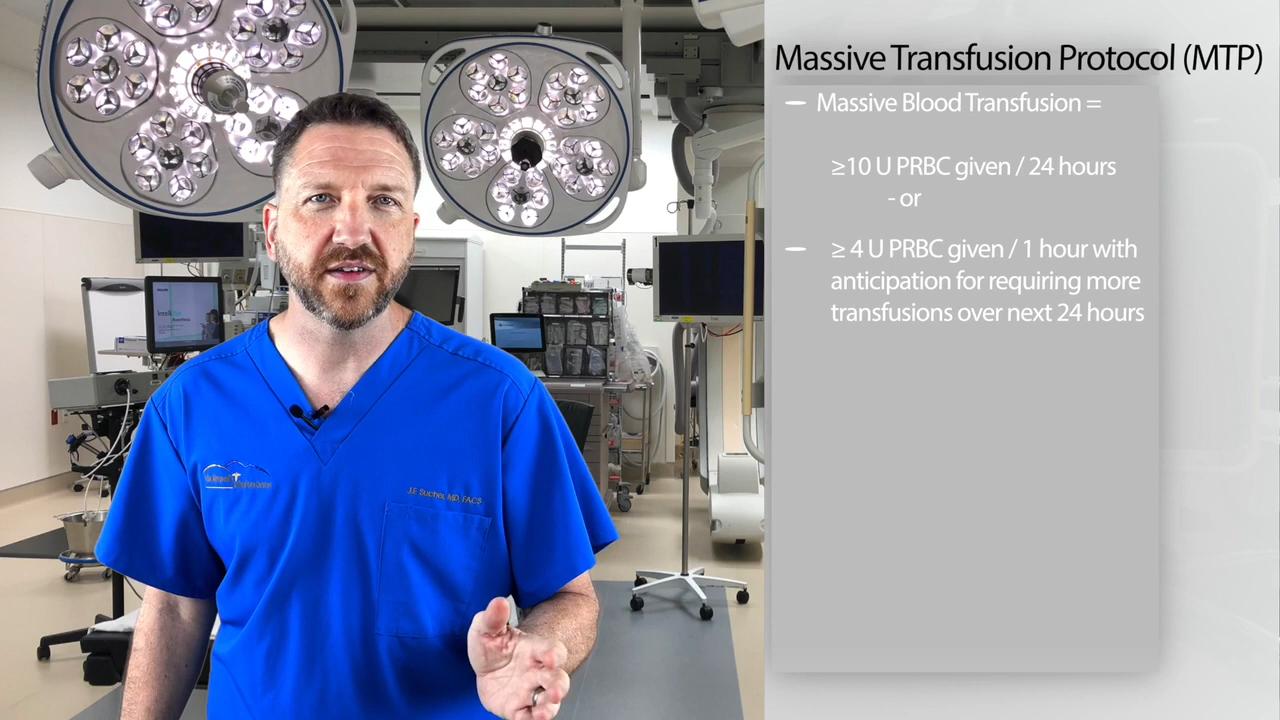 Massive Transfusion Protocol (MTP)
– Massive Blood Transfusion =
≥10 U PRBC given / 24 hours
- or
– ≥ 4 U PRBC given / 1 hour with
anticipation for requiring more
transfusions over next 24 hours
J.F. Sucher, MD, FACS